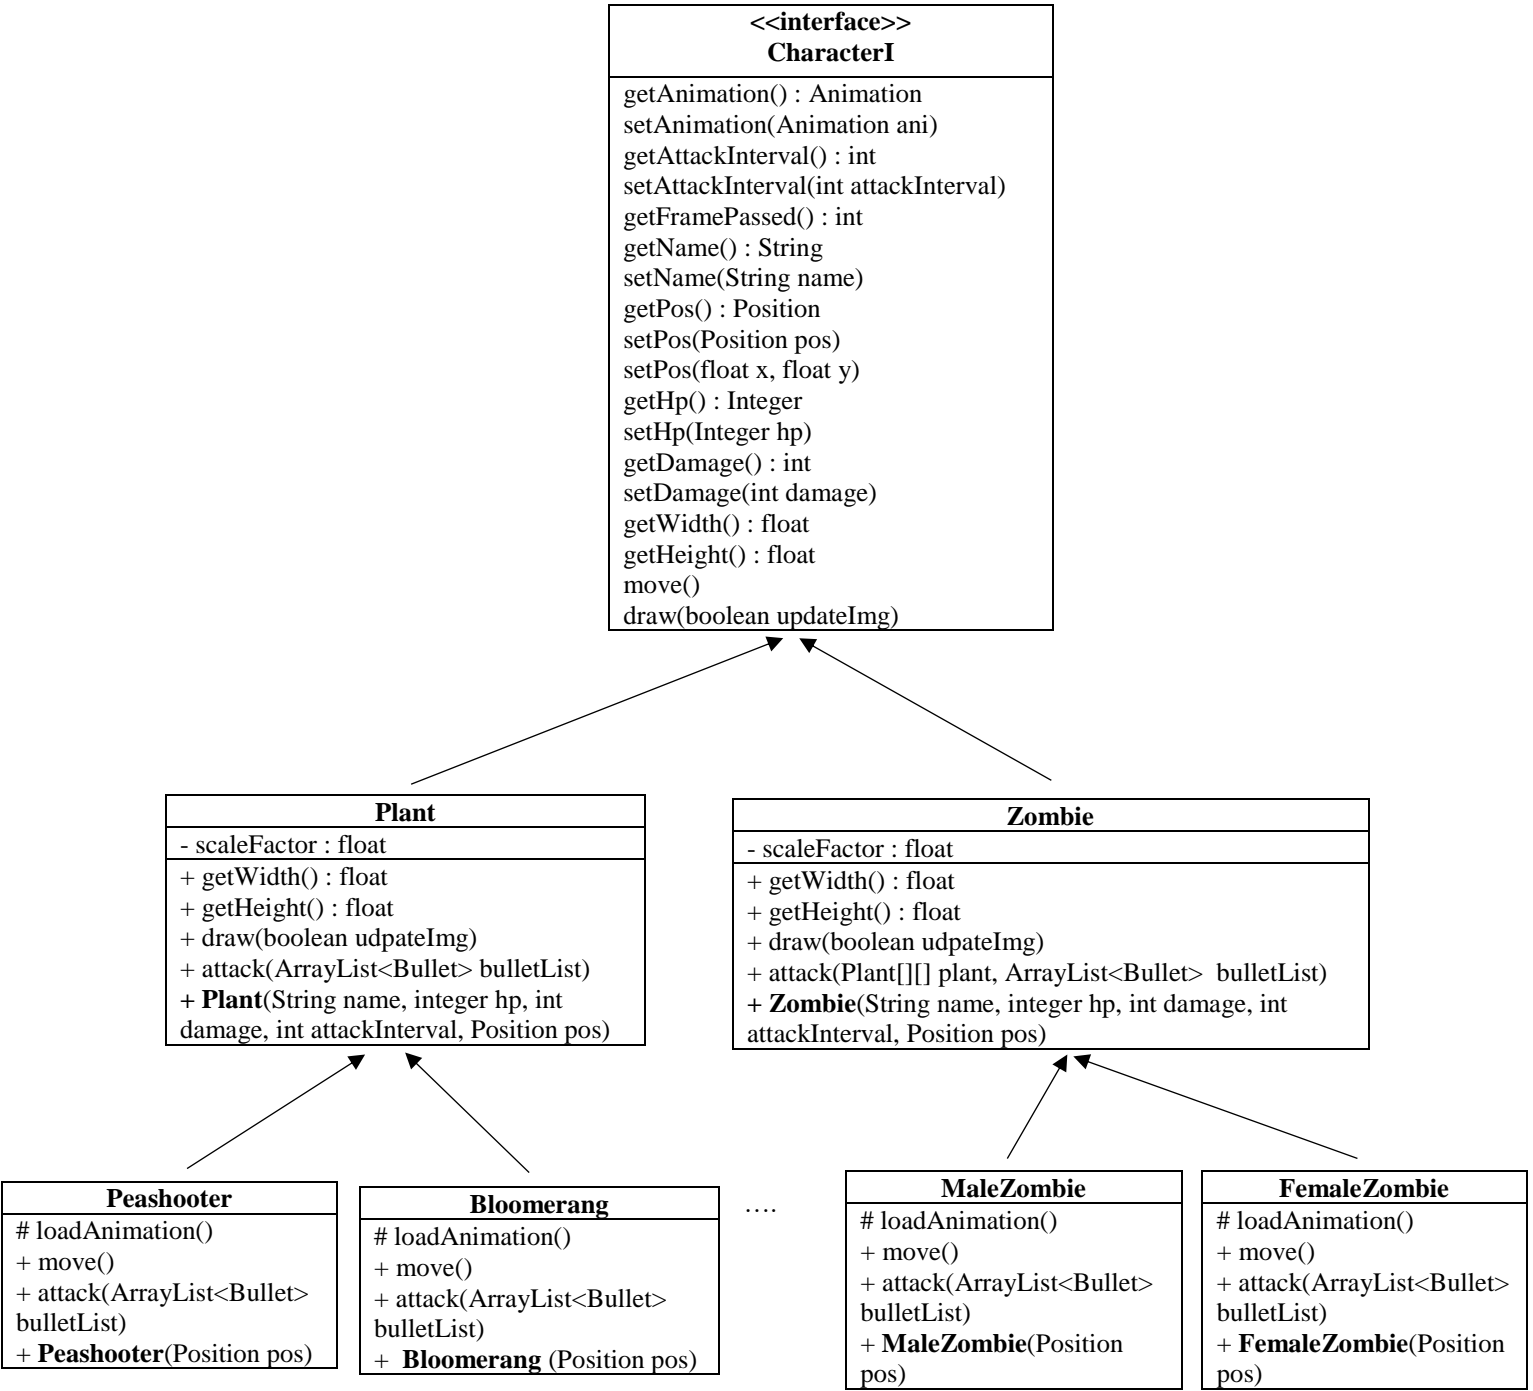 <<interface>>
CharacterI
getAnimation() : Animation
setAnimation(Animation ani)
getAttackInterval() : int
setAttackInterval(int attackInterval)
getFramePassed() : int
getName() : String
setName(String name)
getPos() : Position
setPos(Position pos)
setPos(float x, float y)
getHp() : Integer
setHp(Integer hp)
getDamage() : int
setDamage(int damage)
getWidth() : float
getHeight() : float
move()
draw(boolean updateImg)
Plant
- scaleFactor : float
+ getWidth() : float
+ getHeight() : float
+ draw(boolean udpateImg)
+ attack(ArrayList<Bullet> bulletList)
+ Plant(String name, integer hp, int
damage, int attackInterval, Position pos)
Zombie
- scaleFactor : float
+ getWidth() : float
+ getHeight() : float
+ draw(boolean udpateImg)
+ attack(Plant[][] plant, ArrayList<Bullet>  bulletList)
+ Zombie(String name, integer hp, int damage, int
attackInterval, Position pos)
Peashooter
# loadAnimation()
+ move()
+ attack(ArrayList<Bullet>
bulletList)
+ Peashooter(Position pos)
Bloomerang
# loadAnimation()
+ move()
+ attack(ArrayList<Bullet>
bulletList)
+  Bloomerang (Position pos)
….
MaleZombie
# loadAnimation()
+ move()
+ attack(ArrayList<Bullet>
bulletList)
+ MaleZombie(Position
pos)
FemaleZombie
# loadAnimation()
+ move()
+ attack(ArrayList<Bullet>
bulletList)
+ FemaleZombie(Position
pos)